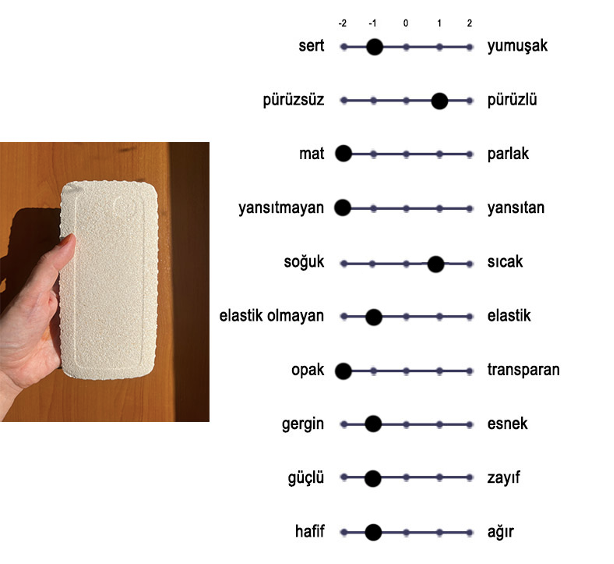 -2 -1 0 1 2
sert yumuşak
pürüzsüz pürüzlü
mat parlak
yansıtmayan yansıtan
soğuk sıcak
elastik olmayan elastik
opak transparan
gergin esnek
güçlü zayıf
hafif ağır